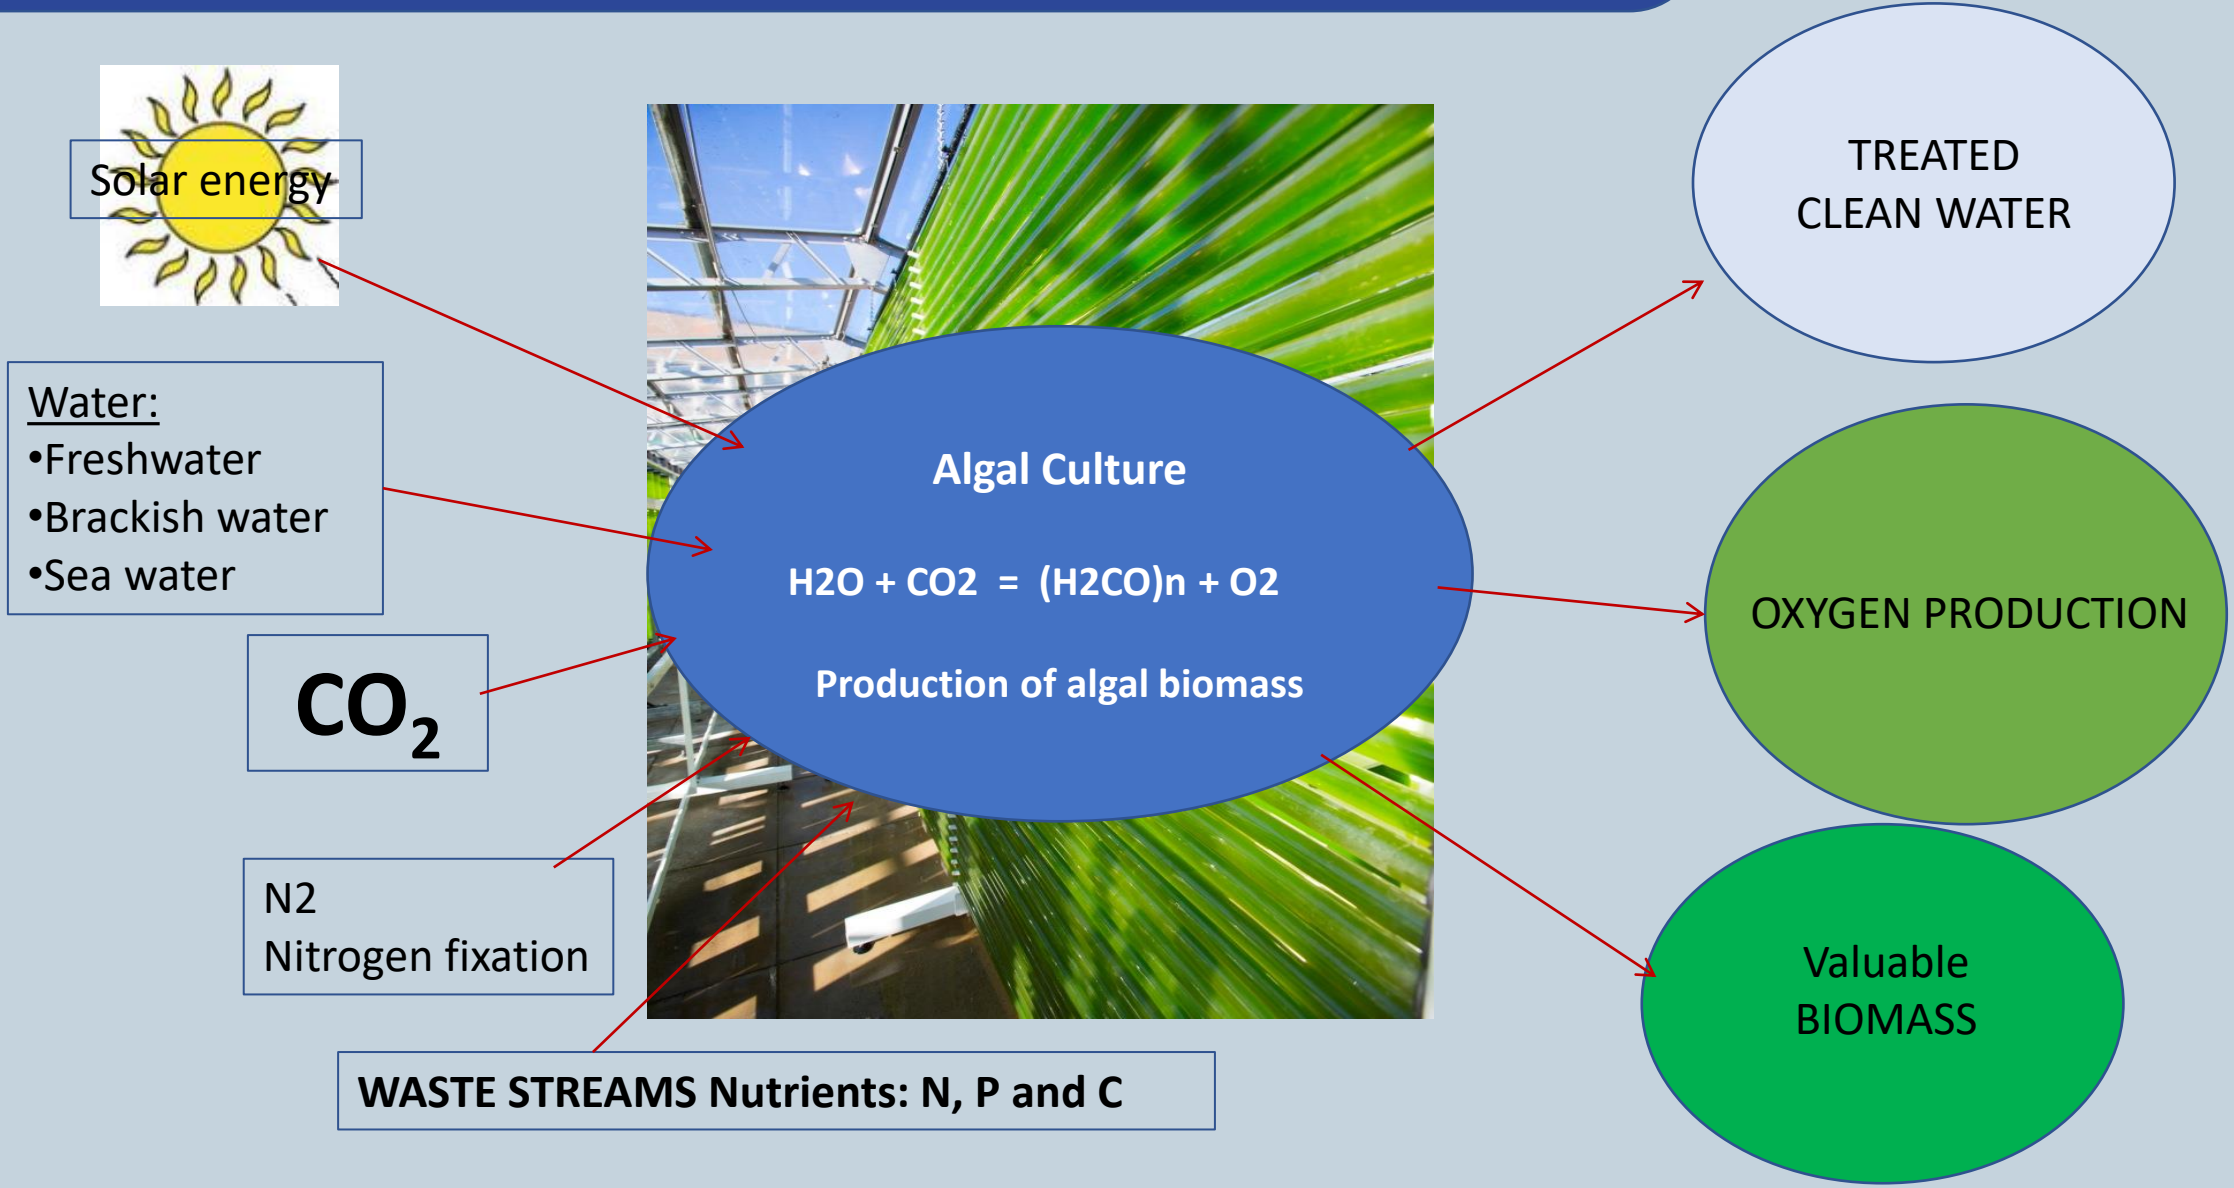 Solar energy
Water:
•Freshwater
•Brackish water
•Sea water
CO₂
N2
Nitrogen fixation
WASTE STREAMS Nutrients: N, P and C
Algal Culture
H2O + CO2 = (H2CO)n + O2
Production of algal biomass
TREATED
CLEAN WATER
OXYGEN PRODUCTION
Valuable
BIOMASS